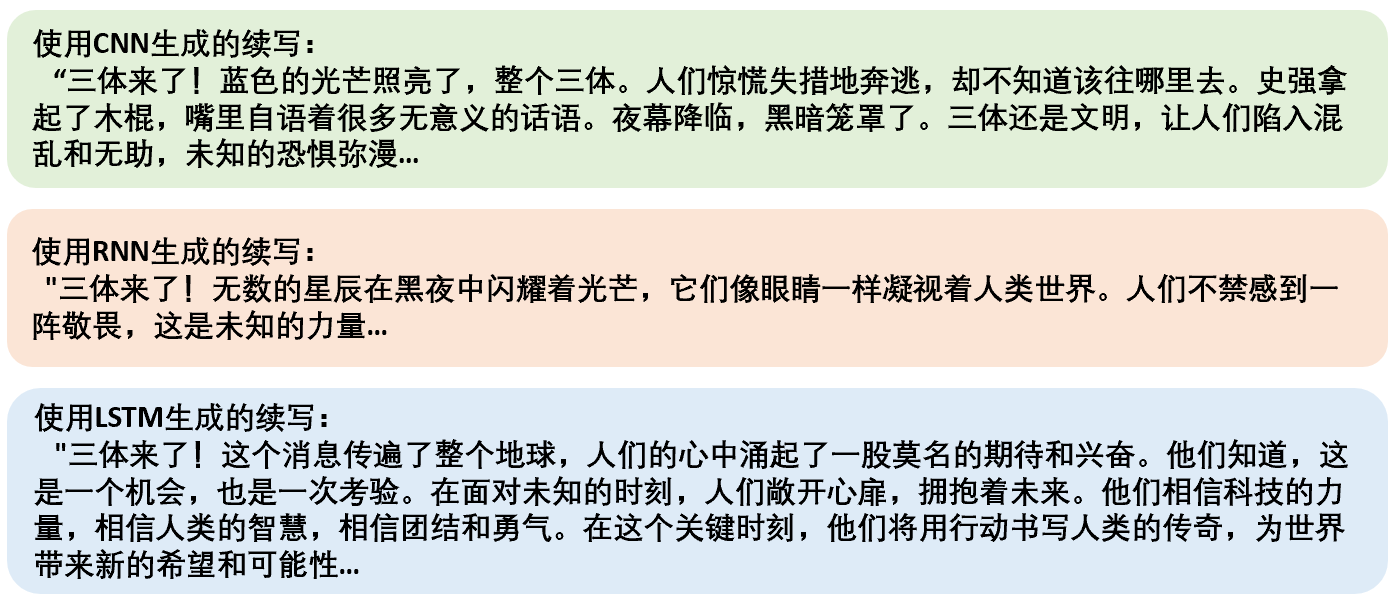 使用CNN生成的续写：
“三体来了！蓝色的光芒照亮了，整个三体。人们惊慌失措地奔逃，却不知道该往哪里去。史强拿
起了木棍，嘴里自语着很多无意义的话语。夜幕降临，黑暗笼罩了。三体还是文明，让人们陷入混
乱和无助，未知的恐惧弥漫…
使用RNN生成的续写：
"三体来了！无数的星辰在黑夜中闪耀着光芒，它们像眼睛一样凝视着人类世界。人们不禁感到一
阵敬畏，这是未知的力量…
使用LSTM生成的续写：
"三体来了！这个消息传遍了整个地球，人们的心中涌起了一股莫名的期待和兴奋。他们知道，这
是一个机会，也是一次考验。在面对未知的时刻，人们敞开心扉，拥抱着未来。他们相信科技的力
量，相信人类的智慧，相信团结和勇气。在这个关键时刻，他们将用行动书写人类的传奇，为世界
带来新的希望和可能性…